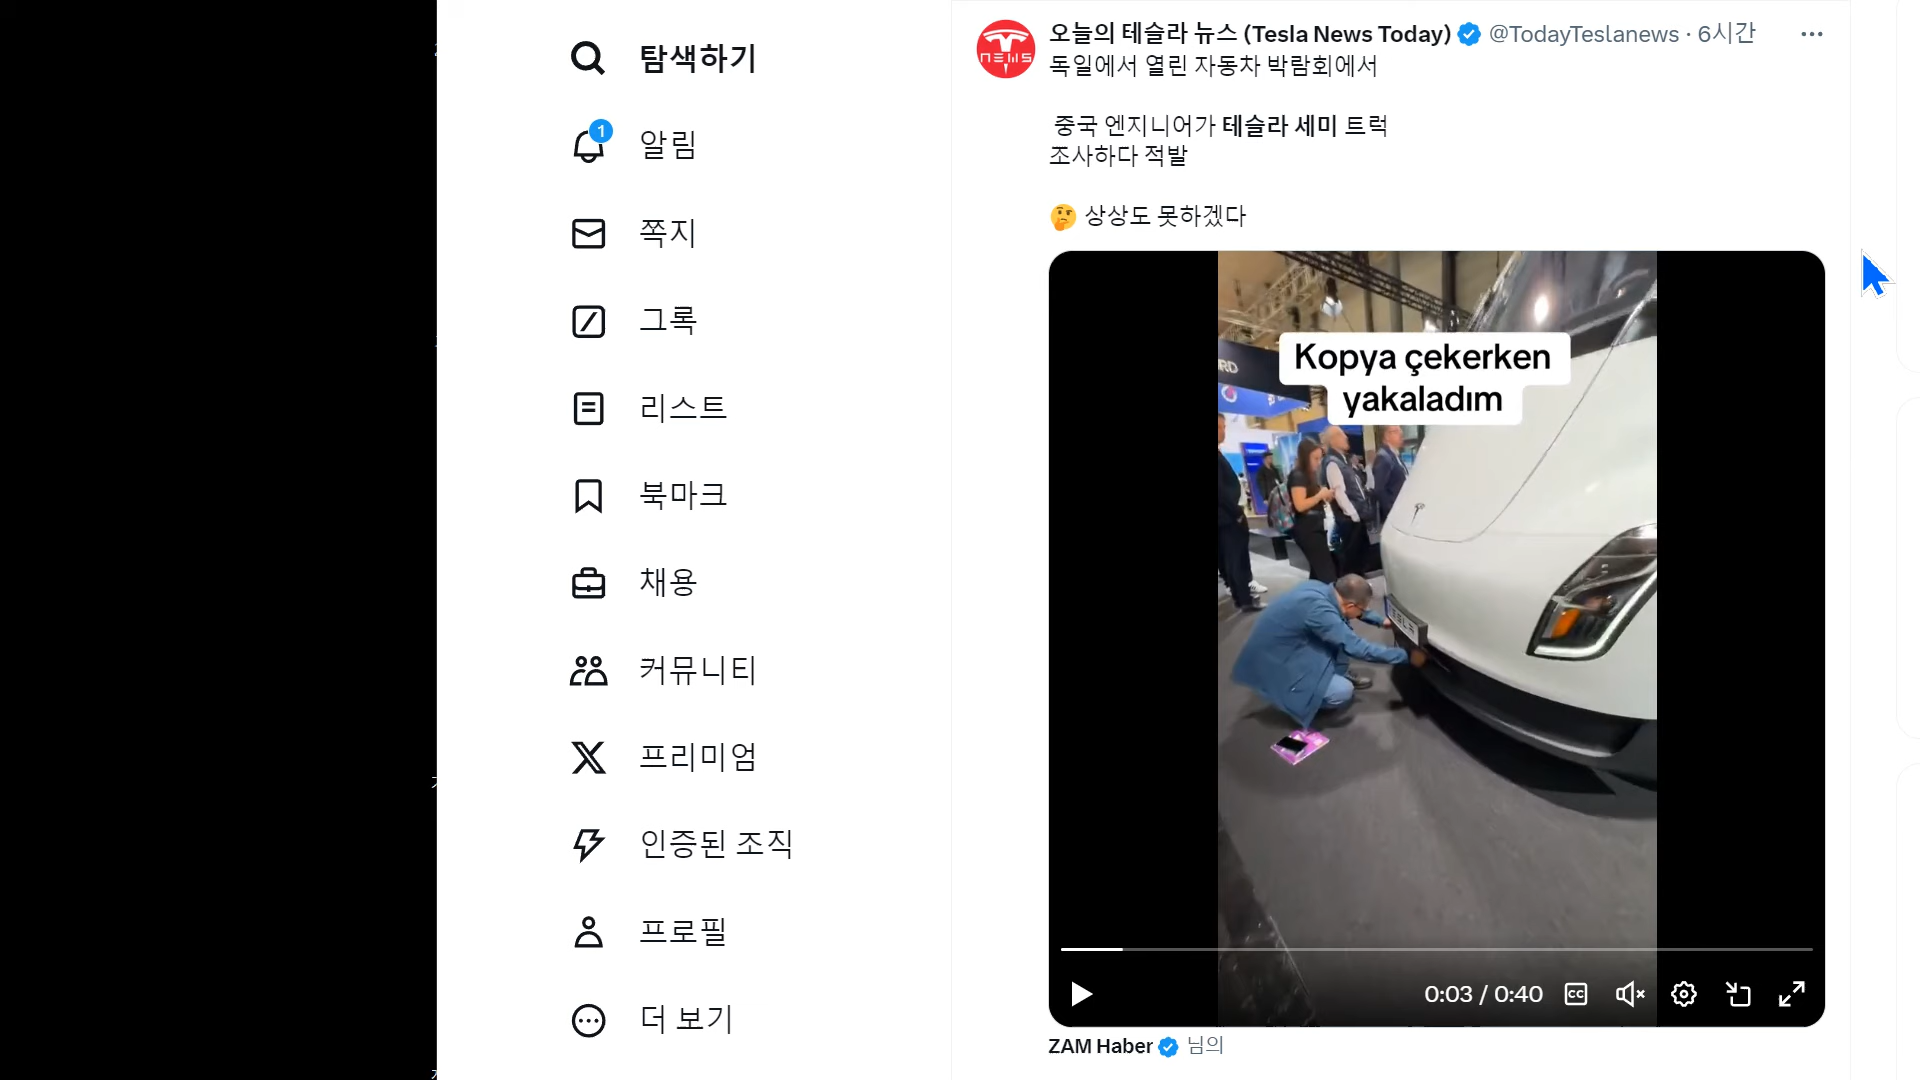 탐색하기
1
알림
쪽지
그록
리스트
북마크
채용
커뮤니티
프리미엄
인증된 조직
프로필
더 보기
NEWS
오늘의 테슬라 뉴스 (Tesla News Today) @TodayTeslanews · 6시간
독일에서 열린 자동차 박람회에서
중국 엔지니어가 테슬라 세미 트럭
조사하다 적발
🤔 상상도 못하겠다
Kopya çekerken
yakaladım
0:03 / 0:40
CC
ZAM Haber 님의